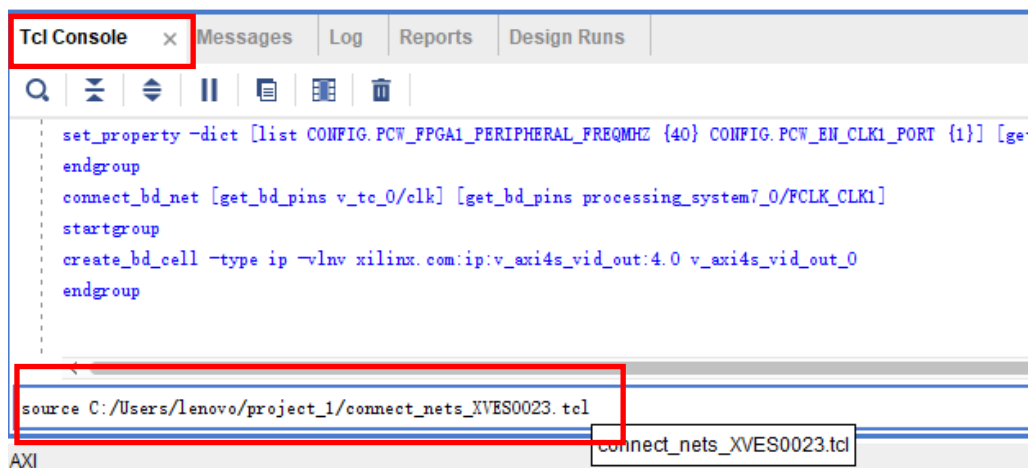 Tcl Console × Messages Log Reports Design Runs
set_property -dict [list CONFIG.PCW_FPGA1_PERIPHERAL_FREQMHZ {40} CONFIG.PCW_EN_CLK1_PORT {1}] [get
endgroup
connect_bd_net [get_bd_pins v_tc_0/clk] [get_bd_pins processing_system7_0/FCLK_CLK1]
startgroup
create_bd_cell -type ip -vlnv xilinx.com:ip:v_axi4s_vid_out:4.0 v_axi4s_vid_out_0
endgroup
source C:/Users/lenovo/project_1/connect_nets_XVES0023.tcl
connect_nets_XVES0023.tcl
AXI